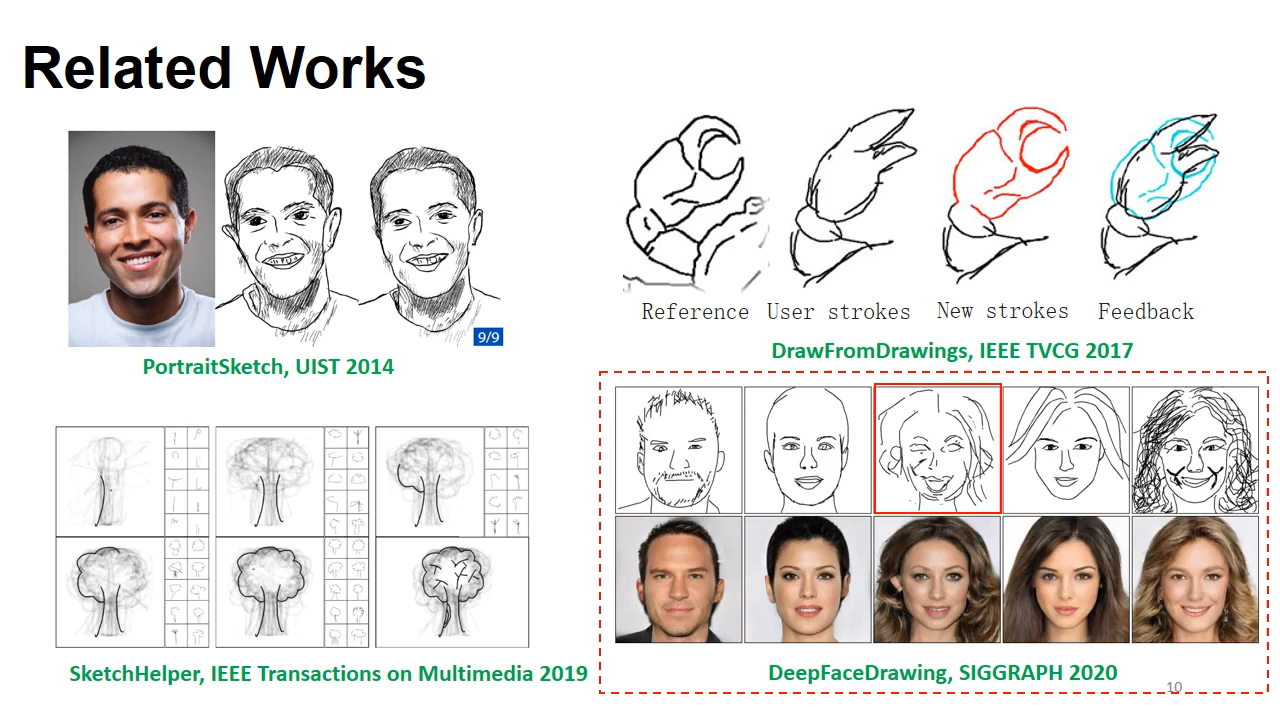 Related Works
9/9
PortraitSketch, UIST 2014
Reference User strokes New strokes Feedback
DrawFromDrawings, IEEE TVCG 2017
SketchHelper, IEEE Transactions on Multimedia 2019
DeepFaceDrawing, SIGGRAPH 2020
10